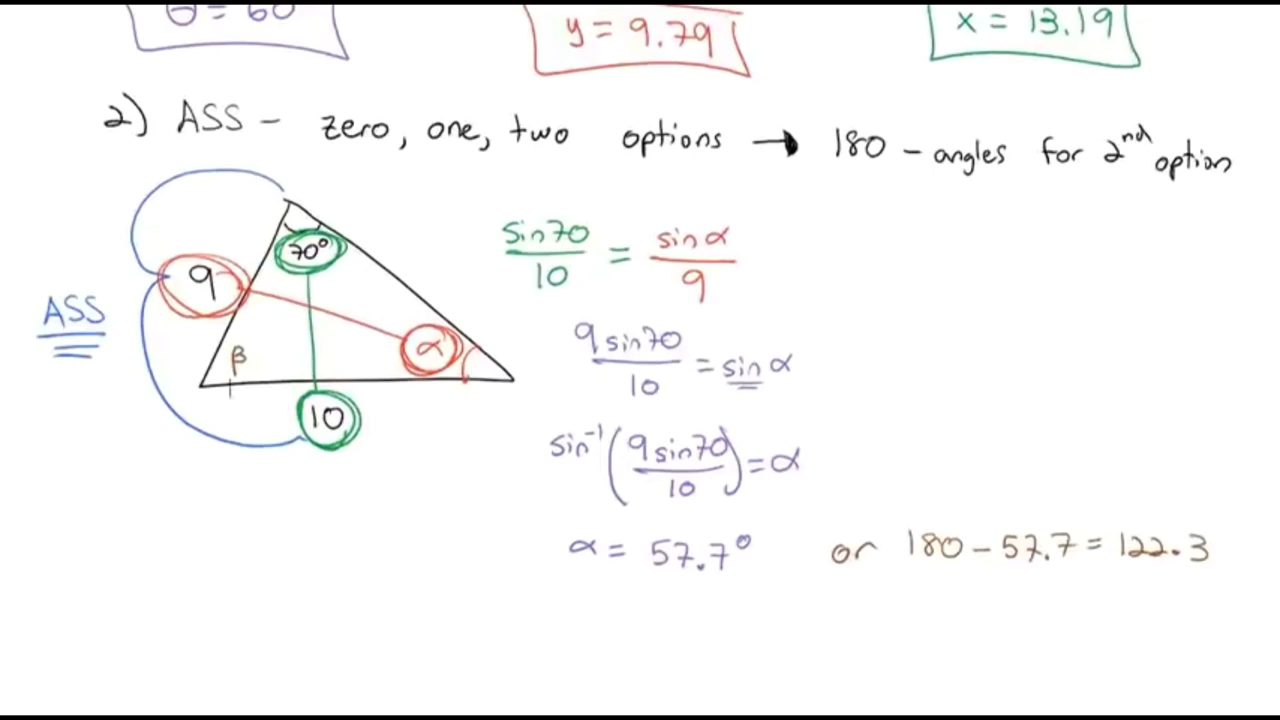 θ = 60
y = 9.79
x = 13.19
2) ASS - zero, one, two options → 180 - angles for 2nd option
70°
9
ASS
β
α
10
sin70/10 = sinα/9
9sin70/10 = sinα
sin⁻¹(9sin70/10) = α
α = 57.7° or 180 - 57.7 = 122.3